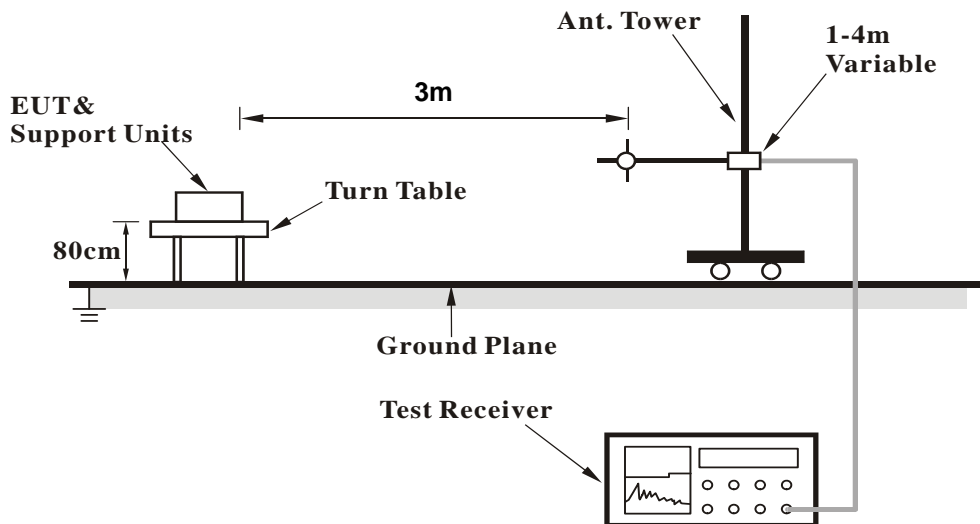 Ant. Tower
1-4m
Variable
3m
EUT&
Support Units
Turn Table
80cm
Ground Plane
Test Receiver